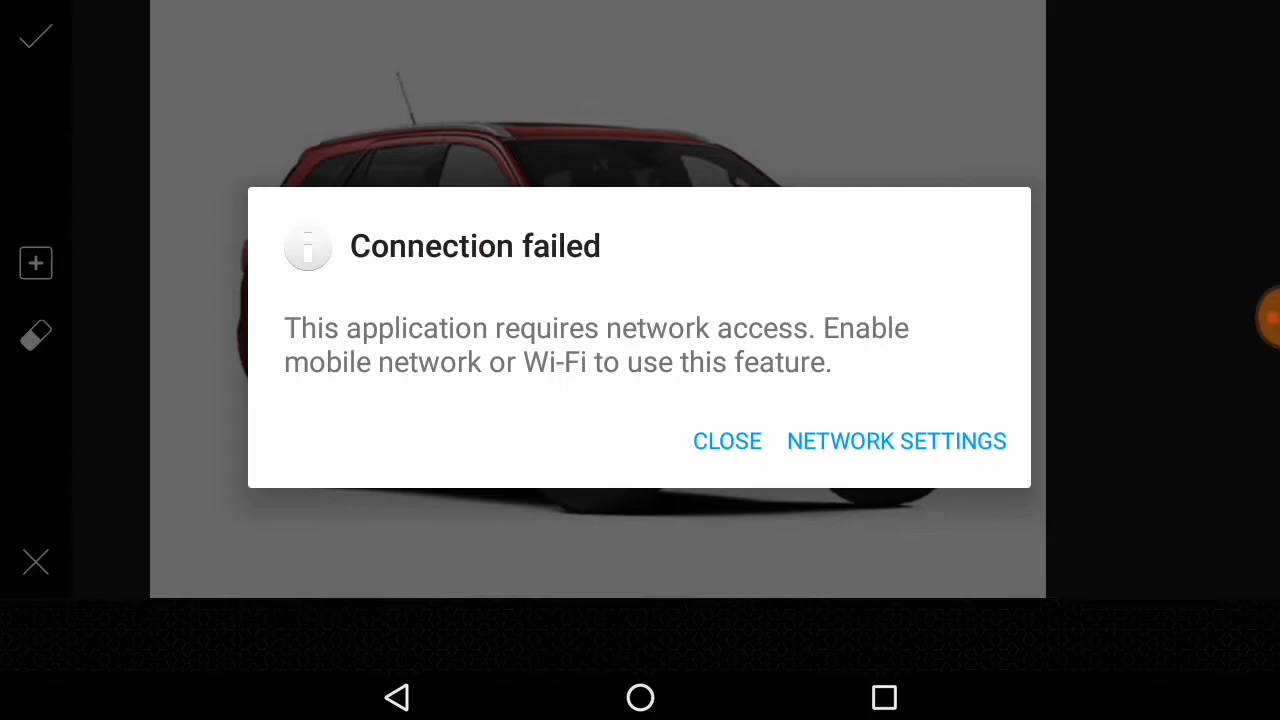 Connection failed
This application requires network access. Enable
mobile network or Wi-Fi to use this feature.
CLOSE NETWORK SETTINGS